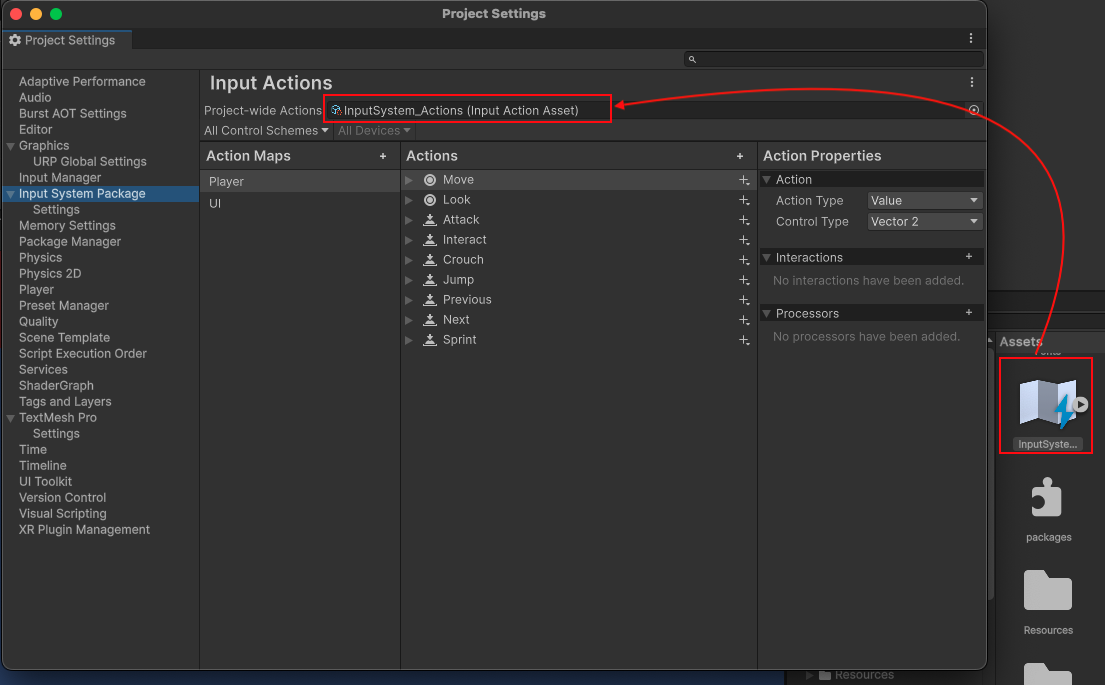 Project Settings
Project Settings
Adaptive Performance
Audio
Burst AOT Settings
Editor
Graphics
URP Global Settings
Input Manager
Input System Package
Settings
Memory Settings
Package Manager
Physics
Physics 2D
Player
Preset Manager
Quality
Scene Template
Script Execution Order
Services
ShaderGraph
Tags and Layers
TextMesh Pro
Settings
Time
Timeline
UI Toolkit
Version Control
Visual Scripting
XR Plugin Management
Input Actions
Project-wide Actions InputSystem_Actions (Input Action Asset)
All Control Schemes All Devices
Action Maps +
Player
UI
Actions +
Move
Look
Attack
Interact
Crouch
Jump
Previous
Next
Sprint
Action Properties
Action
Action Type Value
Control Type Vector 2
Interactions +
No interactions have been added.
Processors +
No processors have been added.
Assets
InputSyste...
packages
Resources
Resources